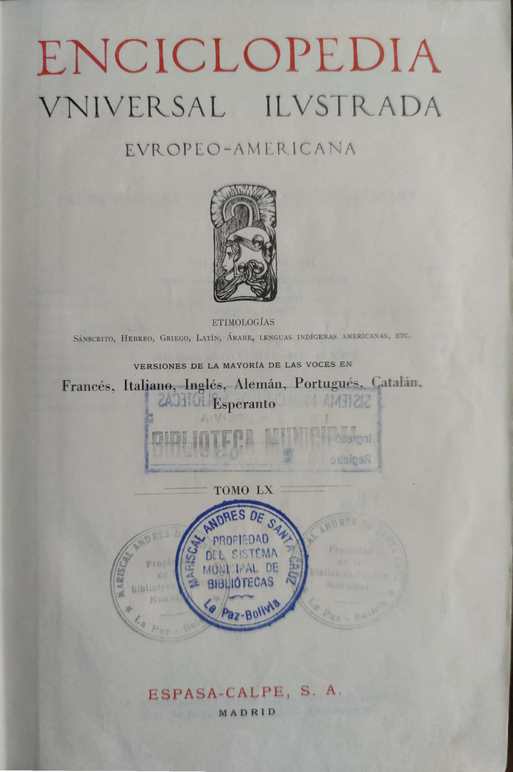 ENCICLOPEDIA
VNIVERSAL ILVSTRADA
EVROPEO-AMERICANA
ETIMOLOGÍAS
SÁNSCRITO, HEBREO, GRIEGO, LATÍN, ÁRABE, LENGUAS INDÍGENAS AMERICANAS, ETC.
VERSIONES DE LA MAYORÍA DE LAS VOCES EN
Francés, Italiano, Inglés, Alemán, Portugués, Catalán,
Esperanto
BIBLIOTECA MUNICIPAL
TOMO LX
MARISCAL ANDRES DE SANTA CRUZ
PROPIEDAD
DEL SISTEMA
MUNICIPAL DE
BIBLIOTECAS
La Paz-Bolivia
ESPASA-CALPE, S. A.
MADRID